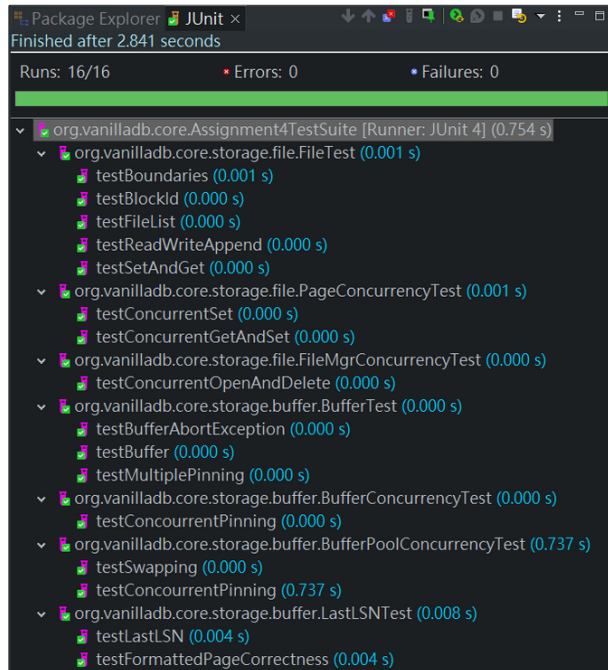 Package Explorer JUnit ×
Finished after 2.841 seconds
Runs: 16/16 Errors: 0 Failures: 0
org.vanilladb.core.Assignment4TestSuite [Runner: JUnit 4] (0.754 s)
org.vanilladb.core.storage.file.FileTest (0.001 s)
testBoundaries (0.001 s)
testBlockId (0.000 s)
testFileList (0.000 s)
testReadWriteAppend (0.000 s)
testSetAndGet (0.000 s)
org.vanilladb.core.storage.file.PageConcurrencyTest (0.001 s)
testConcurrentSet (0.000 s)
testConcurrentGetAndSet (0.000 s)
org.vanilladb.core.storage.file.FileMgrConcurrencyTest (0.000 s)
testConcurrentOpenAndDelete (0.000 s)
org.vanilladb.core.storage.buffer.BufferTest (0.000 s)
testBufferAbortException (0.000 s)
testBuffer (0.000 s)
testMultiplePinning (0.000 s)
org.vanilladb.core.storage.buffer.BufferConcurrencyTest (0.000 s)
testConcourrentPinning (0.000 s)
org.vanilladb.core.storage.buffer.BufferPoolConcurrencyTest (0.737 s)
testSwapping (0.000 s)
testConcourrentPinning (0.737 s)
org.vanilladb.core.storage.buffer.LastLSNTest (0.008 s)
testLastLSN (0.004 s)
testFormattedPageCorrectness (0.004 s)